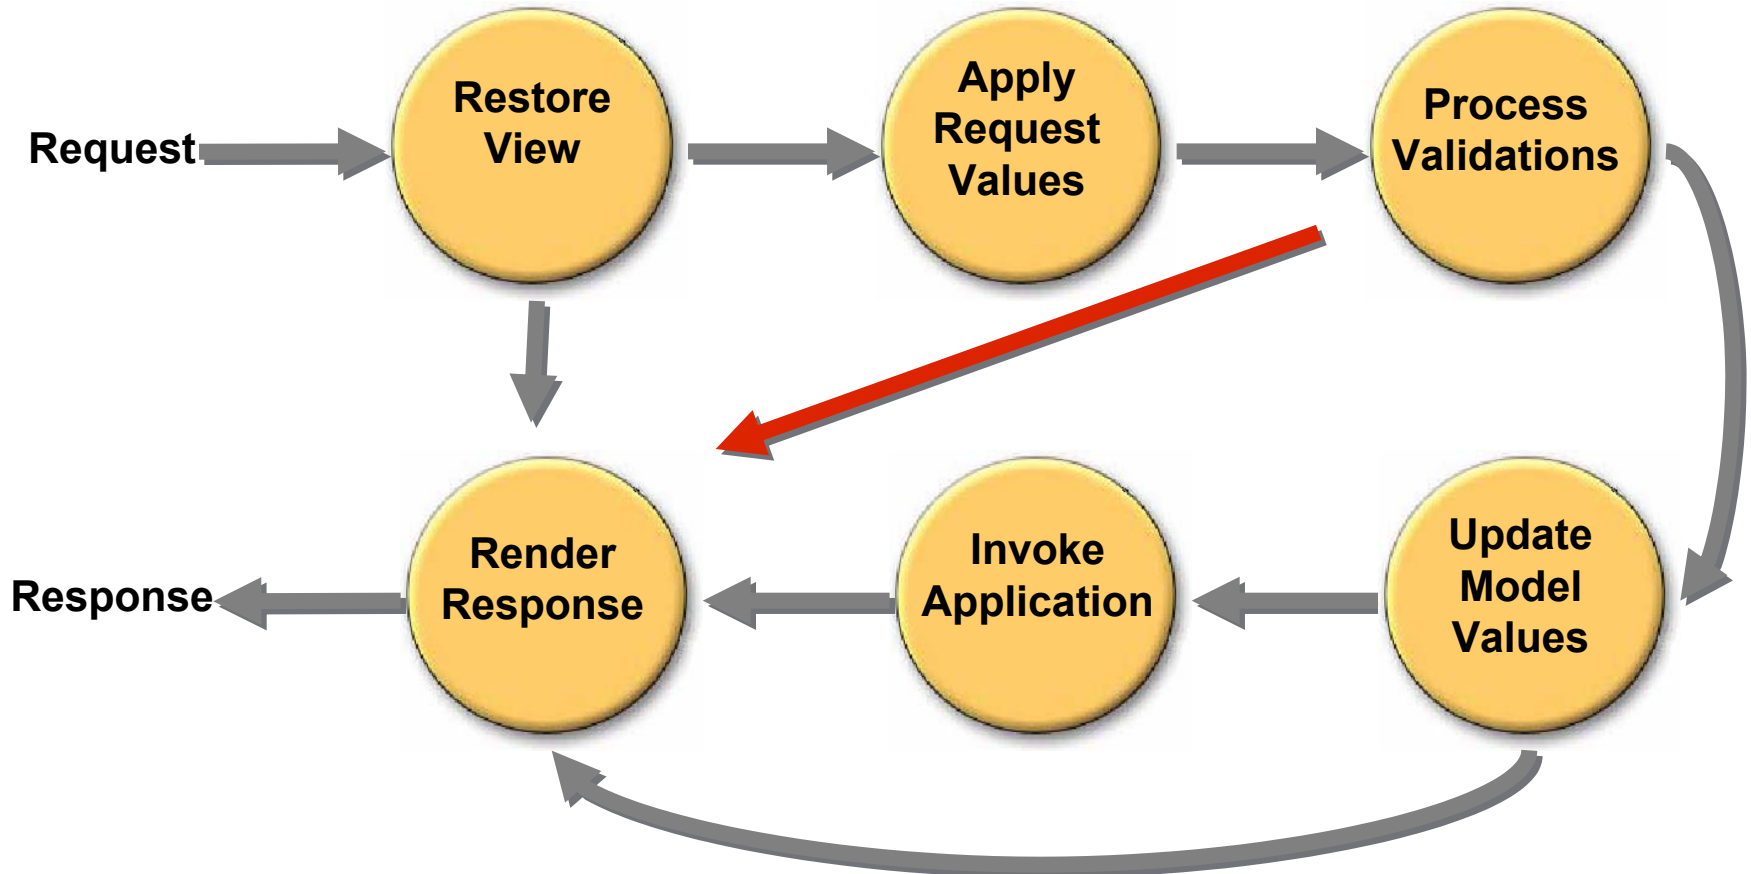 Request
Restore
View
Apply
Request
Values
Process
Validations
Response
Render
Response
Invoke
Application
Update
Model
Values